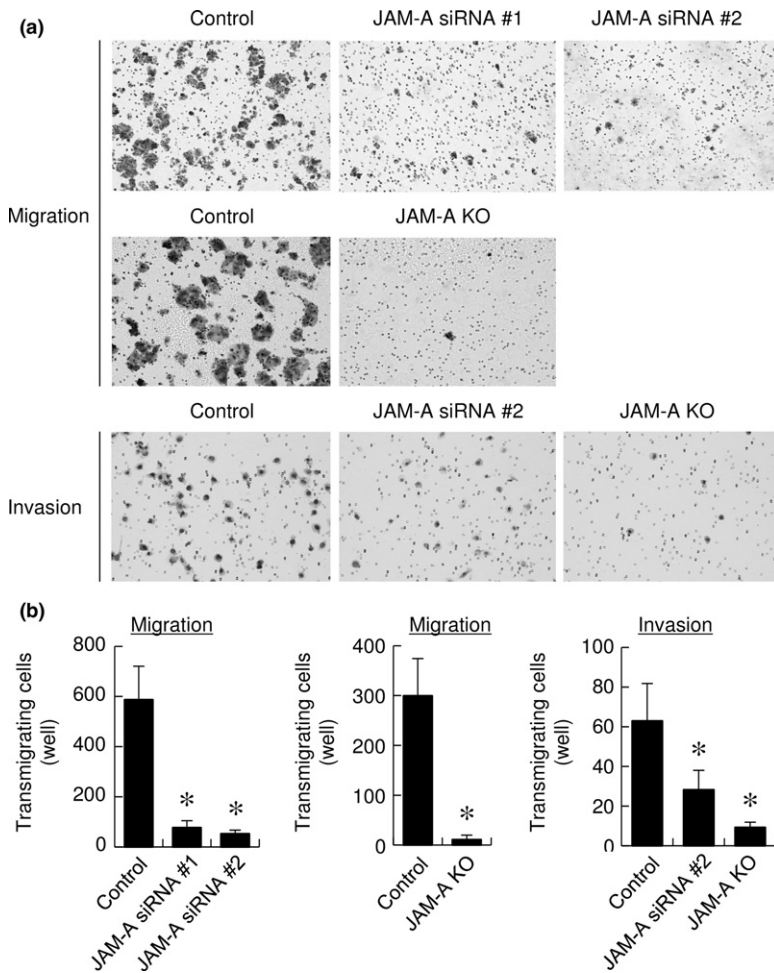 (a)
Control JAM-A siRNA #1 JAM-A siRNA #2
Migration
Control JAM-A KO
Control JAM-A siRNA #2 JAM-A KO
Invasion
(b)
Migration
Transmigrating cells
(well)
800
600
400
200
0
*
*
Control
JAM-A siRNA #1
JAM-A siRNA #2
Migration
Transmigrating cells
(well)
400
300
200
100
0
*
Control
JAM-A KO
Invasion
Transmigrating cells
(well)
100
80
60
40
20
0
*
*
Control
JAM-A siRNA #2
JAM-A KO